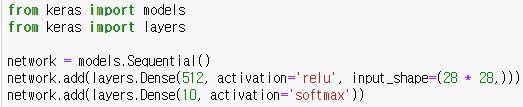 from keras import models
from keras import layers
network = models.Sequential()
network.add(layers.Dense(512, activation='relu', input_shape=(28 * 28,)))
network.add(layers.Dense(10, activation='softmax'))